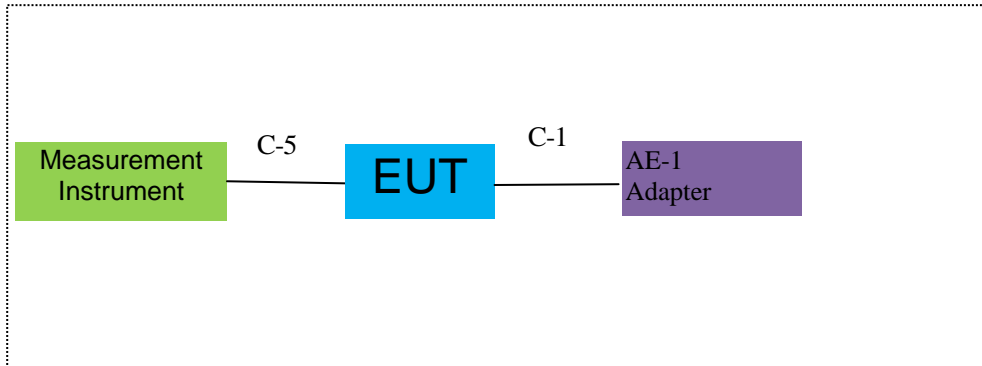 C-5
C-1
Measurement
Instrument
EUT
AE-1
Adapter